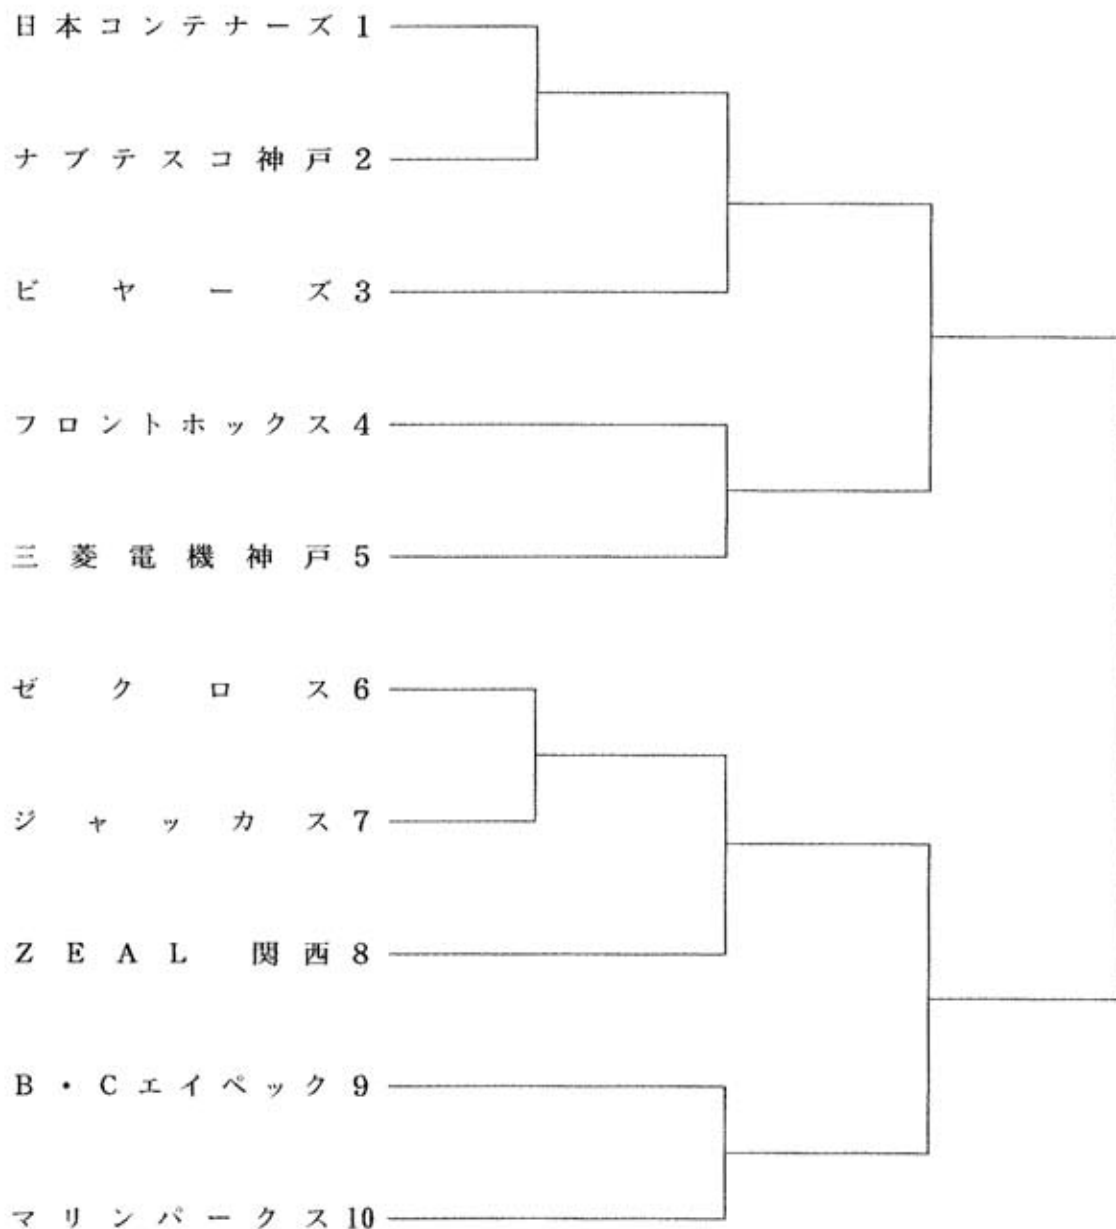 日本コンテナーズ 1
ナブテスコ神戸 2
ビヤーズ 3
フロントホックス 4
三菱電機神戸 5
ゼクロス 6
ジャッカス 7
ZEAL 関西 8
B・Cエイペック 9
マリンパークス 10